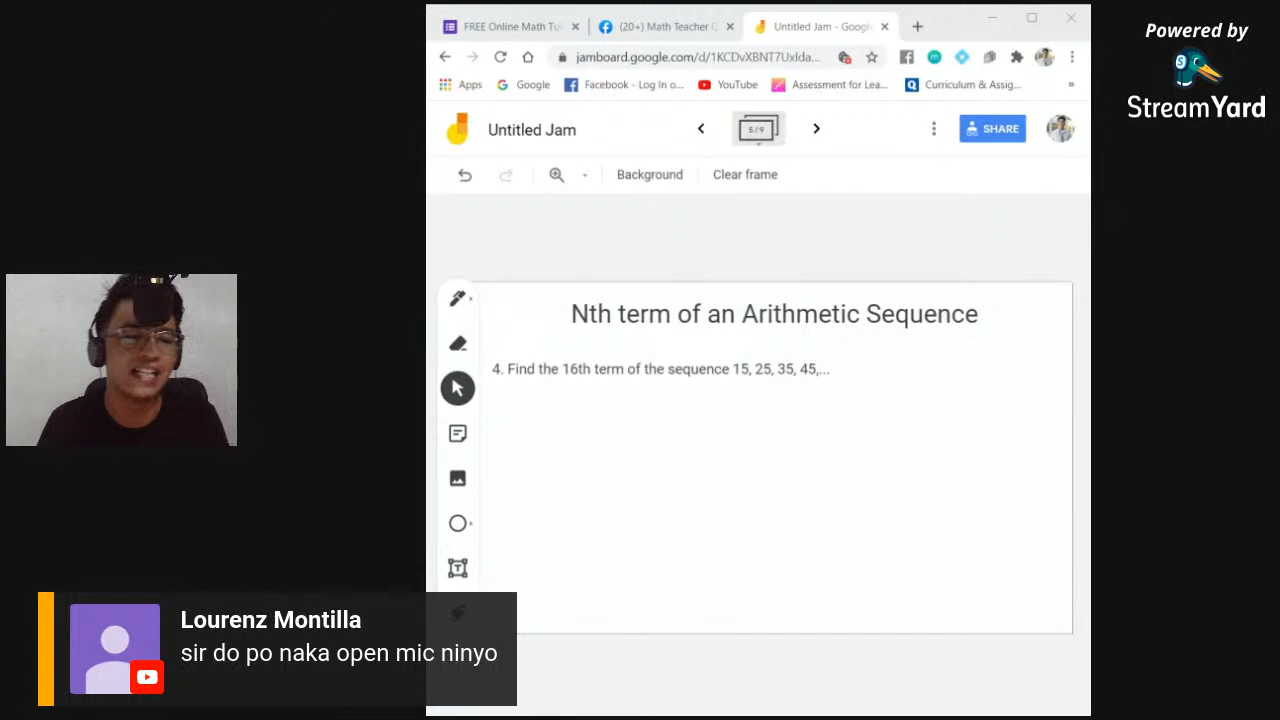 FREE Online Math Tu
(20+) Math Teacher G
Untitled Jam - Google
jamboard.google.com/d/1KCDvXBNT7Uxlda...
Apps
Google
Facebook - Log In o...
YouTube
Assessment for Lea...
Curriculum & Assig...
»
Untitled Jam
5 / 9
SHARE
Background
Clear frame
Nth term of an Arithmetic Sequence
4. Find the 16th term of the sequence 15, 25, 35, 45,...
Lourenz Montilla
sir do po naka open mic ninyo
Powered by
StreamYard